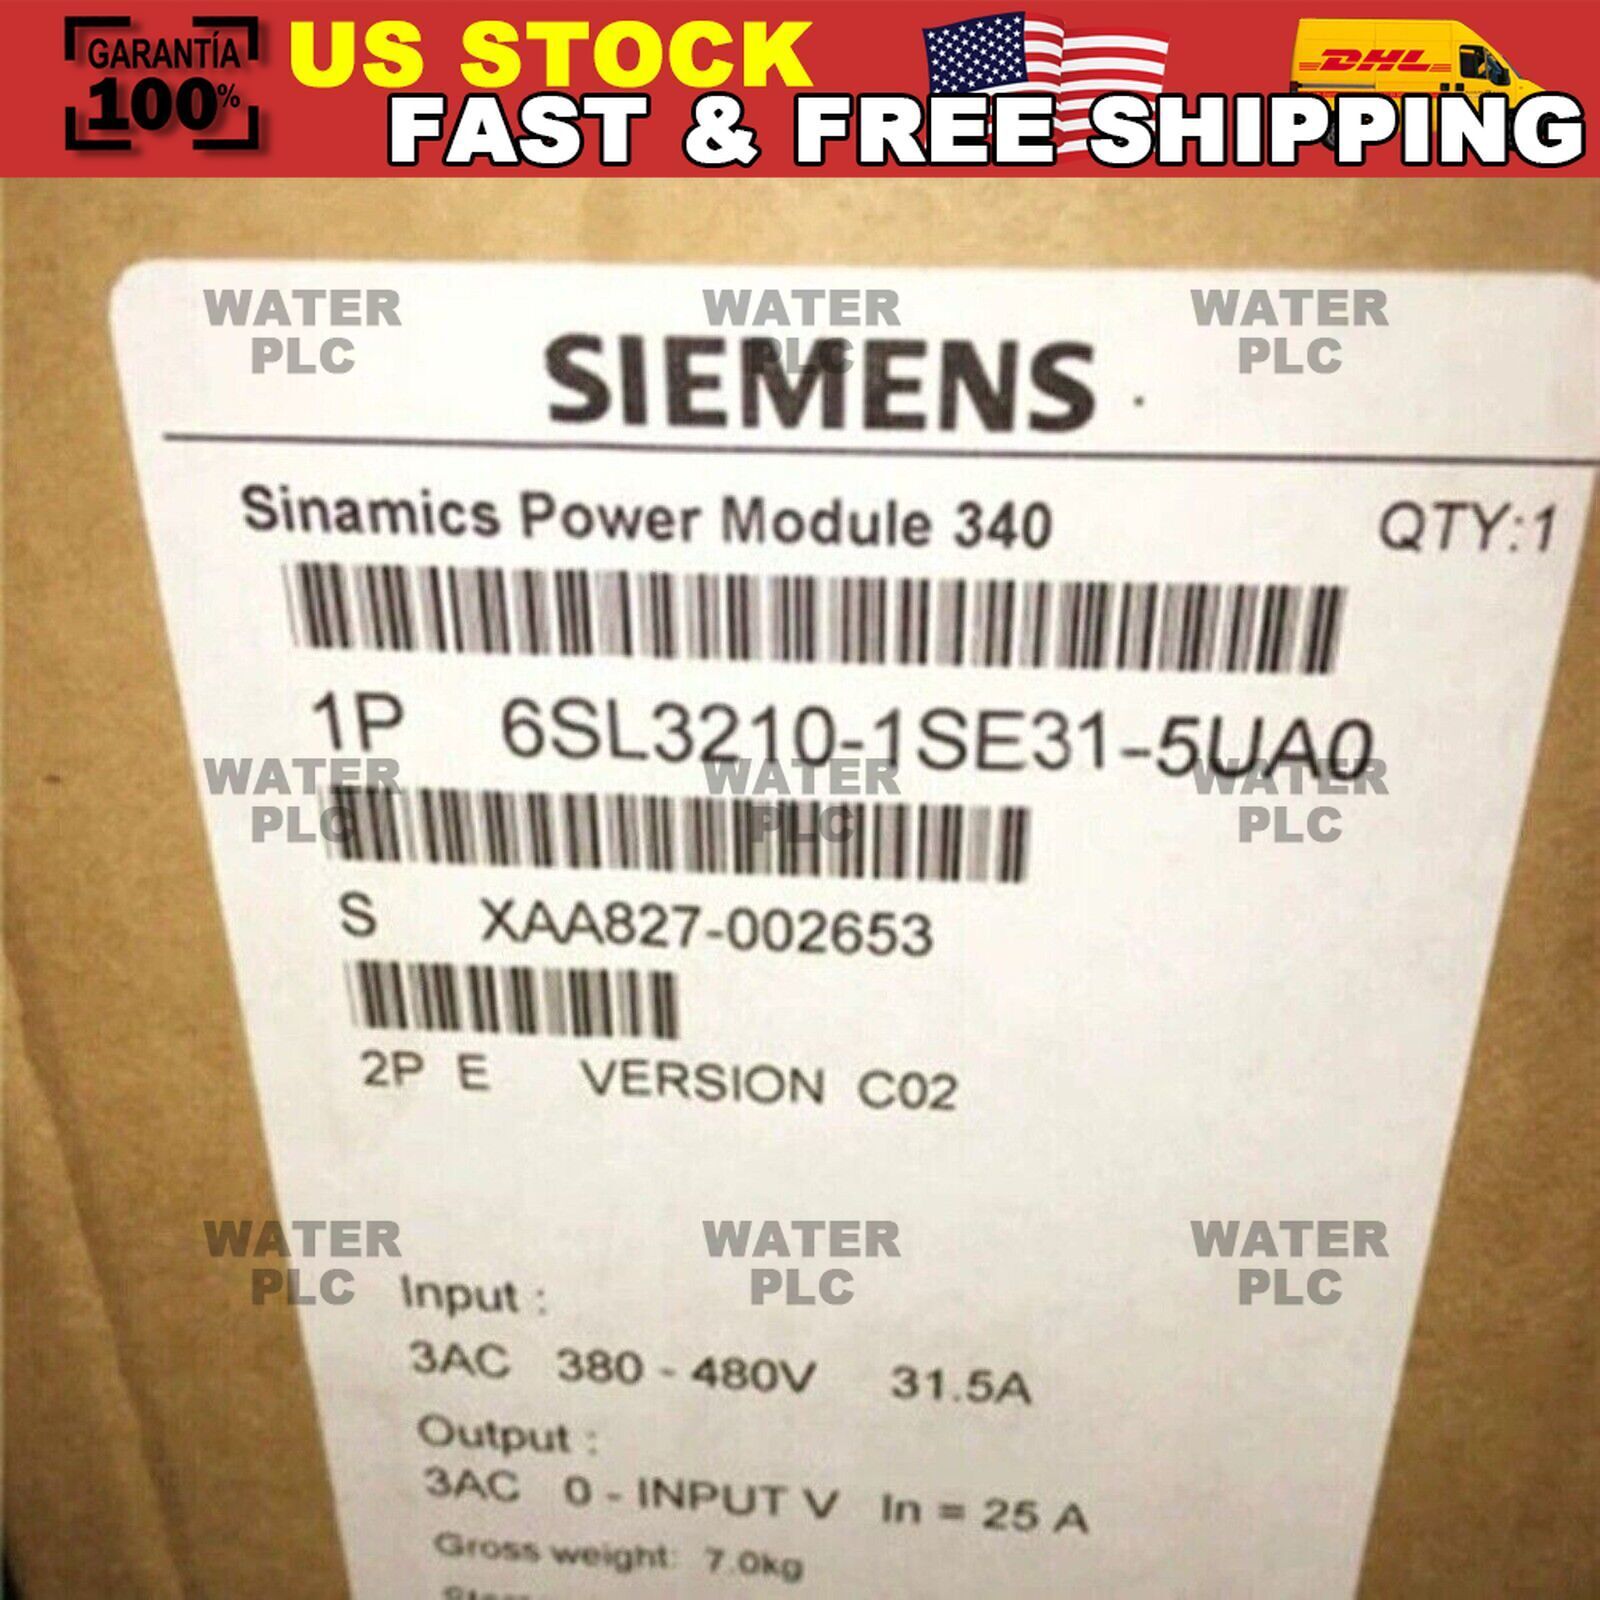 GARANTÍA
100%
US STOCK
FAST & FREE SHIPPING
DHL
WATER PLC
WATER PLC
WATER PLC
SIEMENS
Sinamics Power Module 340 QTY:1
1P 6SL3210-1SE31-5UA0
WATER PLC
WATER PLC
WATER PLC
S XAA827-002653
2P E VERSION C02
WATER PLC
WATER PLC
WATER PLC
Input :
3AC 380 - 480V 31.5A
Output :
3AC 0 - INPUT V In = 25 A
Gross weight: 7.0kg